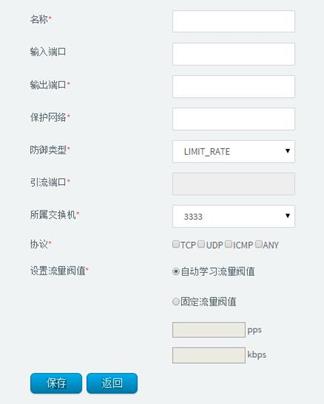 名称*
输入端口
输出端口*
保护网络*
防御类型* LIMIT_RATE
引流端口*
所属交换机* 3333
协议* TCP UDP ICMP ANY
设置流量阀值* 自动学习流量阀值
固定流量阀值
pps
kbps
保存 返回